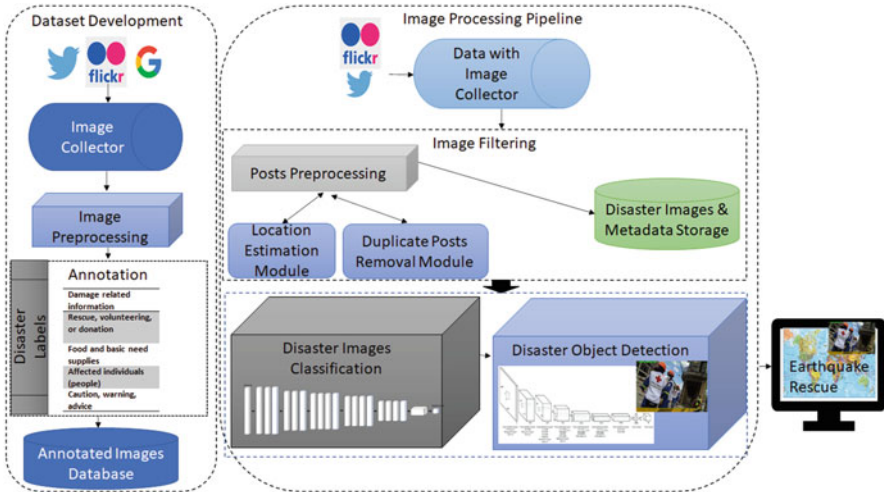 Dataset Development
flickr
G
Image
Collector
Image
Preprocessing
Disaster
Labels
Annotation
Damage related
information
Rescue, volunteering,
or donation
Food and basic need
supplies
Affected individuals
(people)
Caution, warning,
advice
Annotated Images
Database
Image Processing Pipeline
flickr
Data with
Image
Collector
Image Filtering
Posts Preprocessing
Location
Estimation
Module
Duplicate Posts
Removal Module
Disaster Images &
Metadata Storage
Disaster Images
Classification
Disaster Object Detection
Earthquake
Rescue